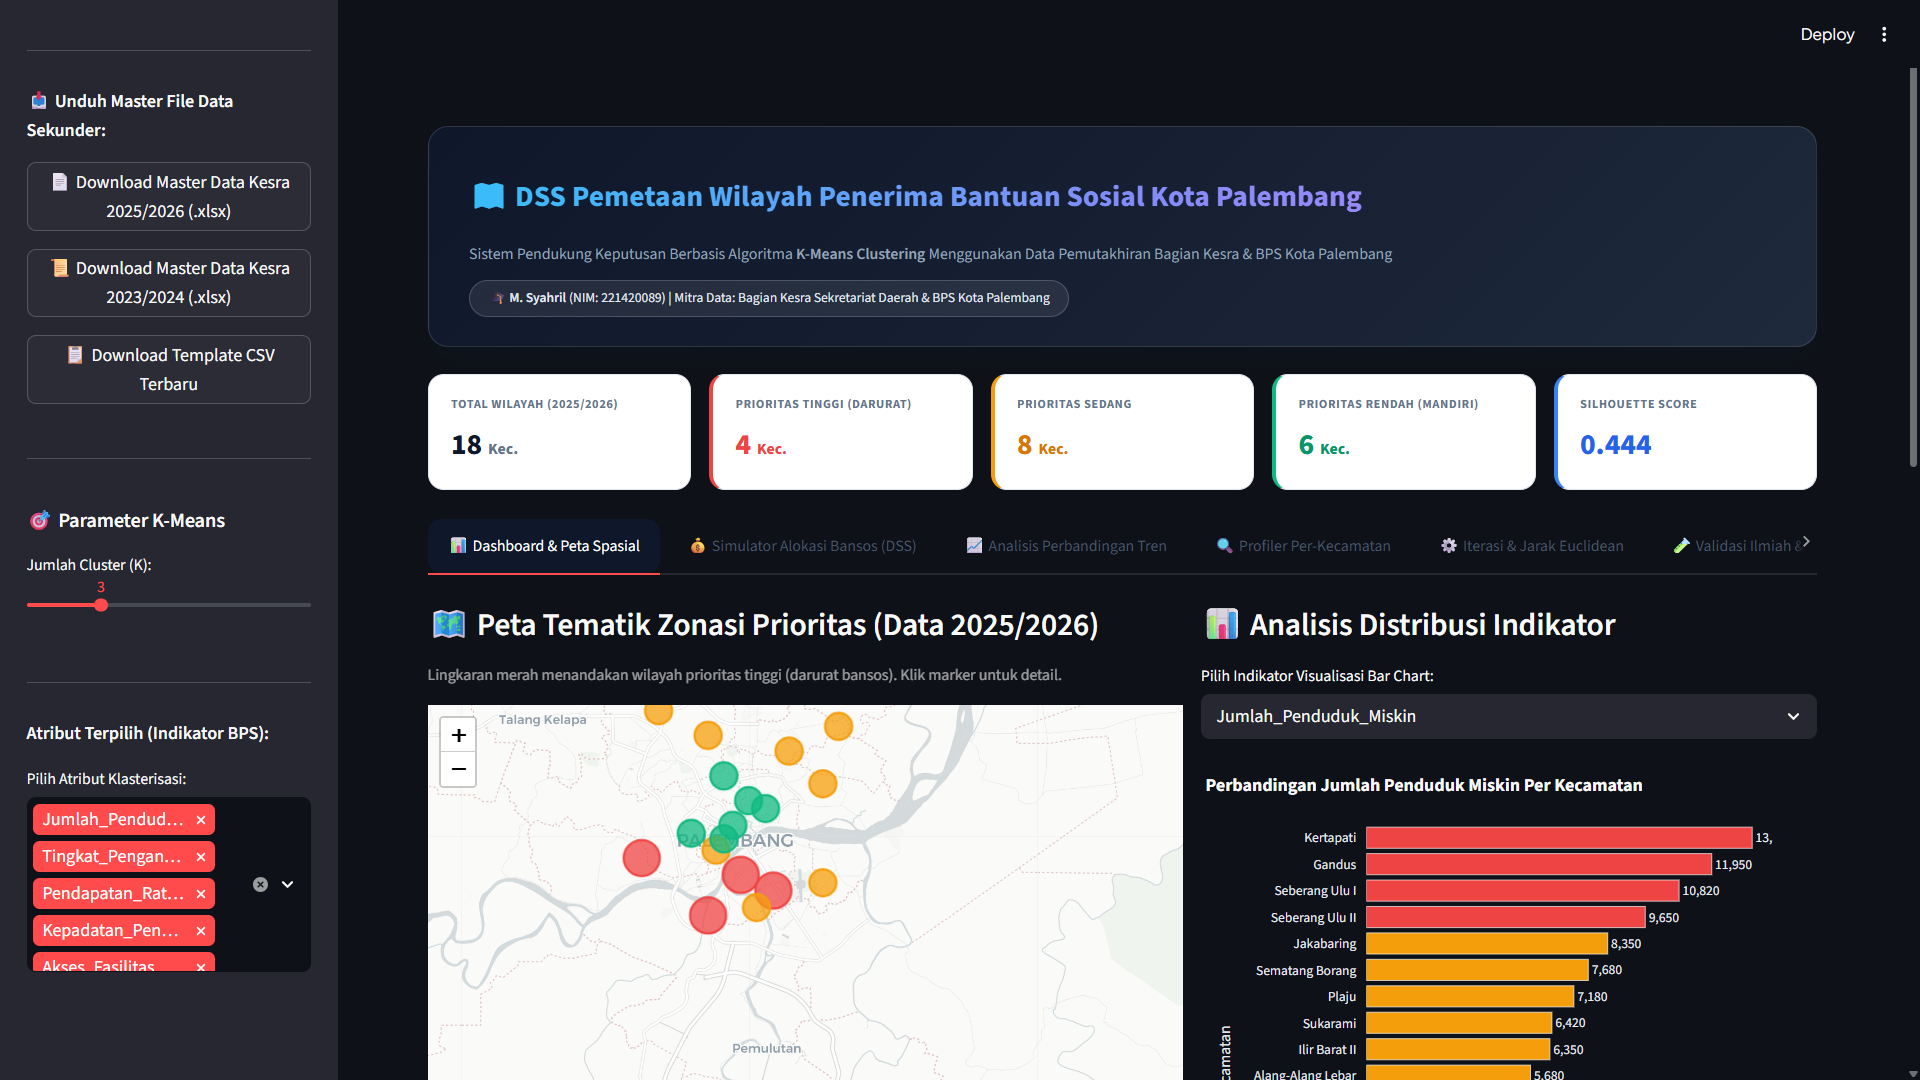 Deploy
Unduh Master File Data
Sekunder:
Download Master Data Kesra
2025/2026 (.xlsx)
Download Master Data Kesra
2023/2024 (.xlsx)
Download Template CSV
Terbaru
Parameter K-Means
Jumlah Cluster (K):
3
Atribut Terpilih (Indikator BPS):
Pilih Atribut Klasterisasi:
Jumlah_Pendud... ×
Tingkat_Pengan... ×
Pendapatan_Rat... ×
Kepadatan_Pen... ×
Akses_Fasilitas ×
DSS Pemetaan Wilayah Penerima Bantuan Sosial Kota Palembang
Sistem Pendukung Keputusan Berbasis Algoritma K-Means Clustering Menggunakan Data Pemutakhiran Bagian Kesra & BPS Kota Palembang
M. Syahril (NIM: 221420089) | Mitra Data: Bagian Kesra Sekretariat Daerah & BPS Kota Palembang
TOTAL WILAYAH (2025/2026)
18 Kec.
PRIORITAS TINGGI (DARURAT)
4 Kec.
PRIORITAS SEDANG
8 Kec.
PRIORITAS RENDAH (MANDIRI)
6 Kec.
SILHOUETTE SCORE
0.444
Dashboard & Peta Spasial
Simulator Alokasi Bansos (DSS)
Analisis Perbandingan Tren
Profiler Per-Kecamatan
Iterasi & Jarak Euclidean
Validasi Ilmiah &
Peta Tematik Zonasi Prioritas (Data 2025/2026)
Lingkaran merah menandakan wilayah prioritas tinggi (darurat bansos). Klik marker untuk detail.
+
−
Talang Kelapa
PALEMBANG
Pemulutan
Analisis Distribusi Indikator
Pilih Indikator Visualisasi Bar Chart:
Jumlah_Penduduk_Miskin
Perbandingan Jumlah Penduduk Miskin Per Kecamatan
Kertapati 13,
Gandus 11,950
Seberang Ulu I 10,820
Seberang Ulu II 9,650
Jakabaring 8,350
Sematang Borang 7,680
Plaju 7,180
Sukarami 6,420
Ilir Barat II 6,350
Alang-Alang Lebar 5,680
camatan